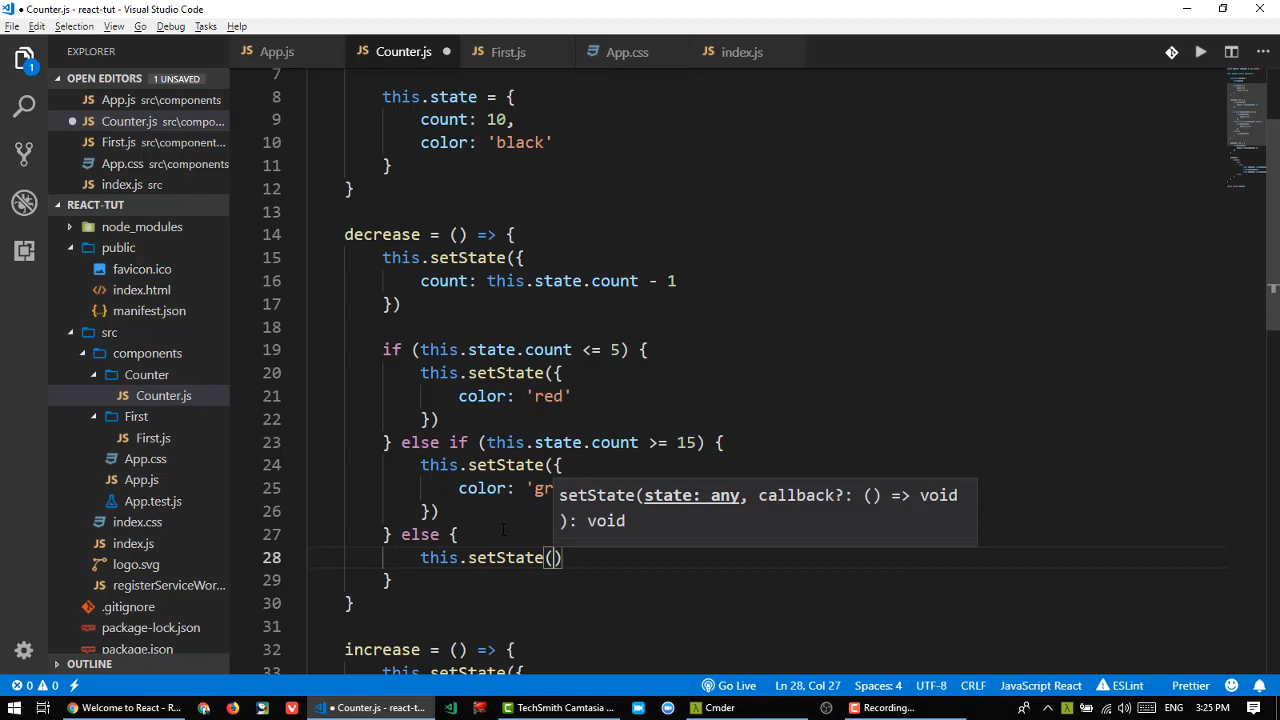 ● Counter.js - react-tut - Visual Studio Code
File Edit Selection View Go Debug Tasks Help
EXPLORER
App.js
Counter.js ●
First.js
App.css
index.js
1
OPEN EDITORS 1 UNSAVED
App.js src\components
● Counter.js src\compo...
First.js src\component...
App.css src\components
index.js src
REACT-TUT
node_modules
public
favicon.ico
index.html
manifest.json
src
components
Counter
Counter.js
First
First.js
App.css
App.js
App.test.js
index.css
index.js
logo.svg
registerServiceWor...
.gitignore
package-lock.json
package.json
OUTLINE
7
8 this.state = {
9 count: 10,
10 color: 'black'
11 }
12 }
13
14 decrease = () => {
15 this.setState({
16 count: this.state.count - 1
17 })
18
19 if (this.state.count <= 5) {
20 this.setState({
21 color: 'red'
22 })
23 } else if (this.state.count >= 15) {
24 this.setState({
25 color: 'gr
26 })
27 } else {
28 this.setState()
29 }
30 }
31
32 increase = () => {
33 this.setState({
setState(state: any, callback?: () => void
): void
0 0
Go Live Ln 28, Col 27 Spaces: 4 UTF-8 CRLF JavaScript React ESLint Prettier
Welcome to React - R...
● Counter.js - react-t...
TechSmith Camtasia ...
Cmder
Recording...
ENG 3:25 PM